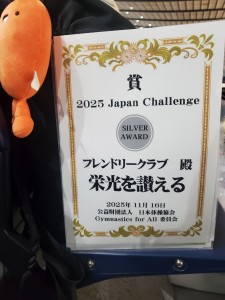 賞
2025 Japan Challenge
SILVER
AWARD
フレンドリークラブ 殿
栄光を讃える
2025年 11月 16日
公益財団法人 日本体操協会
Gymnastics for All 委員会